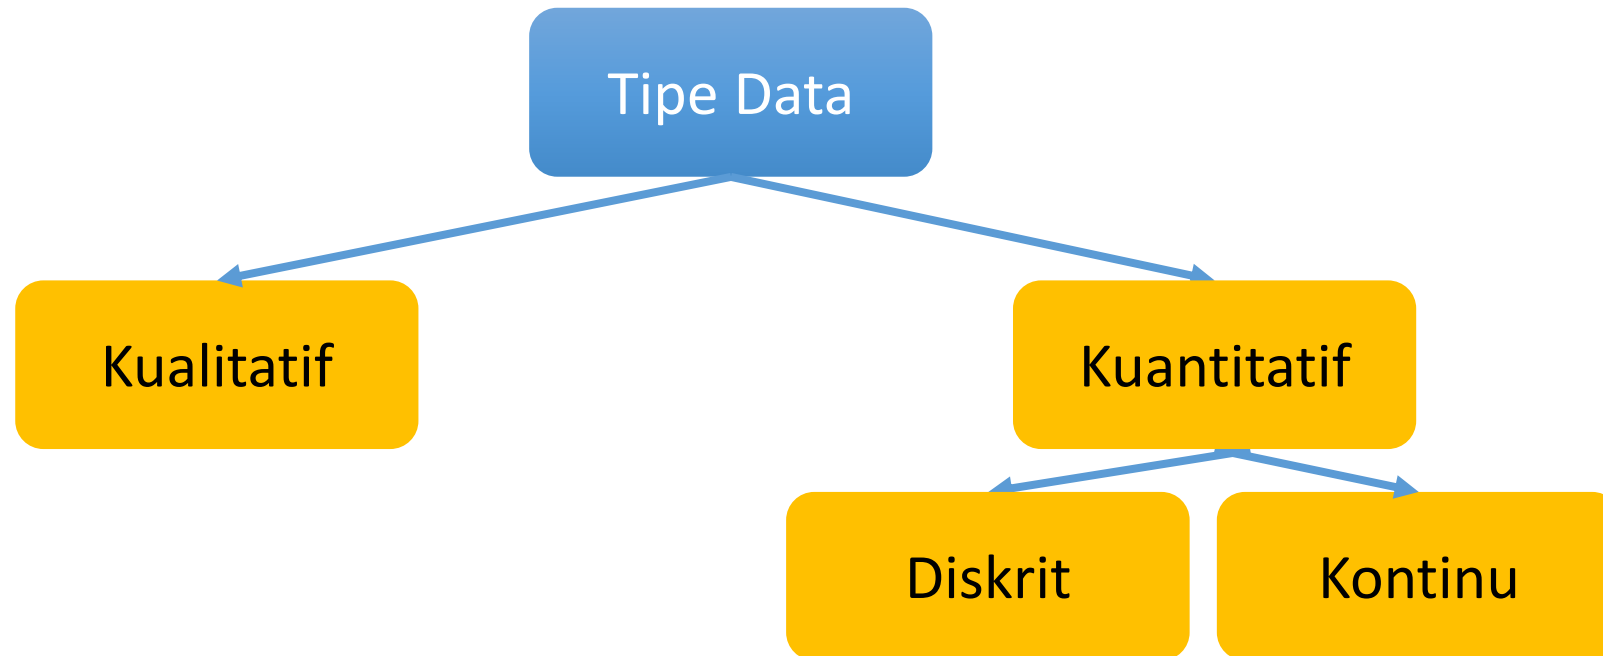 Tipe Data
Kualitatif
Kuantitatif
Diskrit
Kontinu